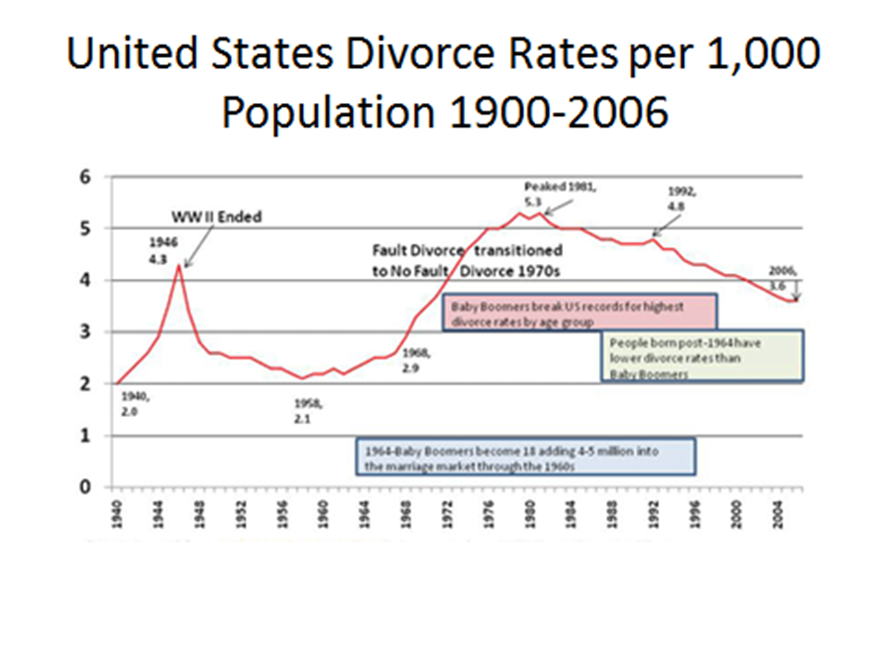 United States Divorce Rates per 1,000
Population 1900-2006
6
5
4
3
2
1
0
WW II Ended
1946
4.3
Peaked 1981,
5.3
1992,
4.8
Fault Divorce transitioned
to No Fault Divorce 1970s
2006,
3.6
Baby Boomers break US records for highest
divorce rates by age group
People born post-1964 have
lower divorce rates than
Baby Boomers
1968,
2.9
1940,
2.0
1958,
2.1
1964-Baby Boomers become 18 adding 4-5 million into
the marriage market through the 1960s
1940
1944
1948
1952
1956
1960
1964
1968
1972
1976
1980
1984
1988
1992
1996
2000
2004